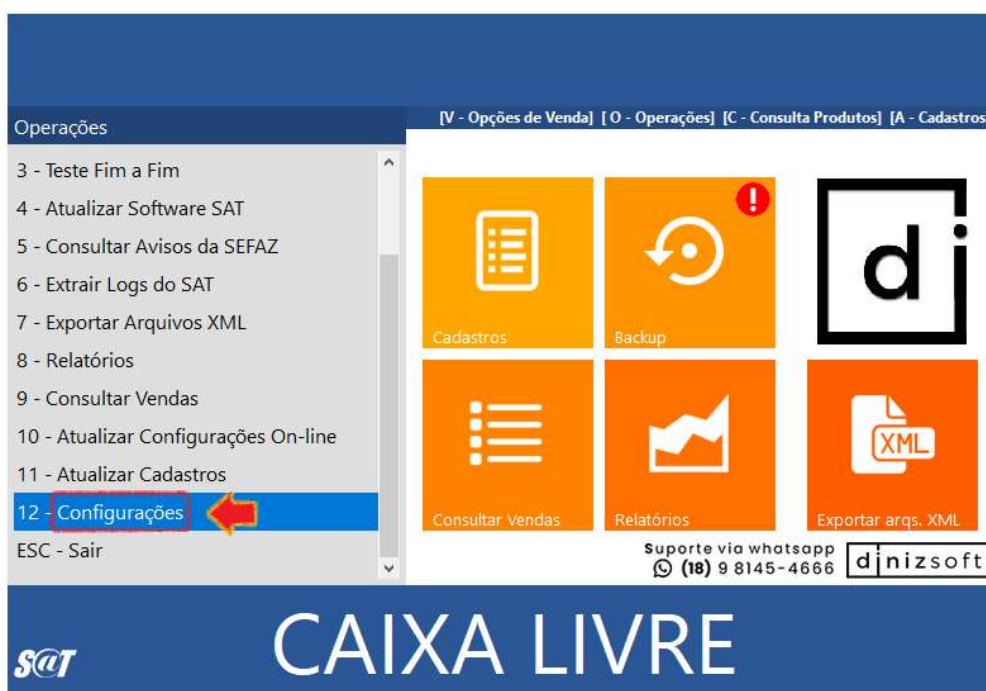 Operações
[V - Opções de Venda] [ O - Operações] [C - Consulta Produtos] [A - Cadastros
3 - Teste Fim a Fim
4 - Atualizar Software SAT
5 - Consultar Avisos da SEFAZ
6 - Extrair Logs do SAT
7 - Exportar Arquivos XML
8 - Relatórios
9 - Consultar Vendas
10 - Atualizar Configurações On-line
11 - Atualizar Cadastros
12 - Configurações
ESC - Sair
Cadastros
Backup
di
Consultar Vendas
Relatórios
XML
Exportar arqs. XML
Suporte via whatsapp
(18) 9 8145-4666
dinizsoft
S@T
CAIXA LIVRE